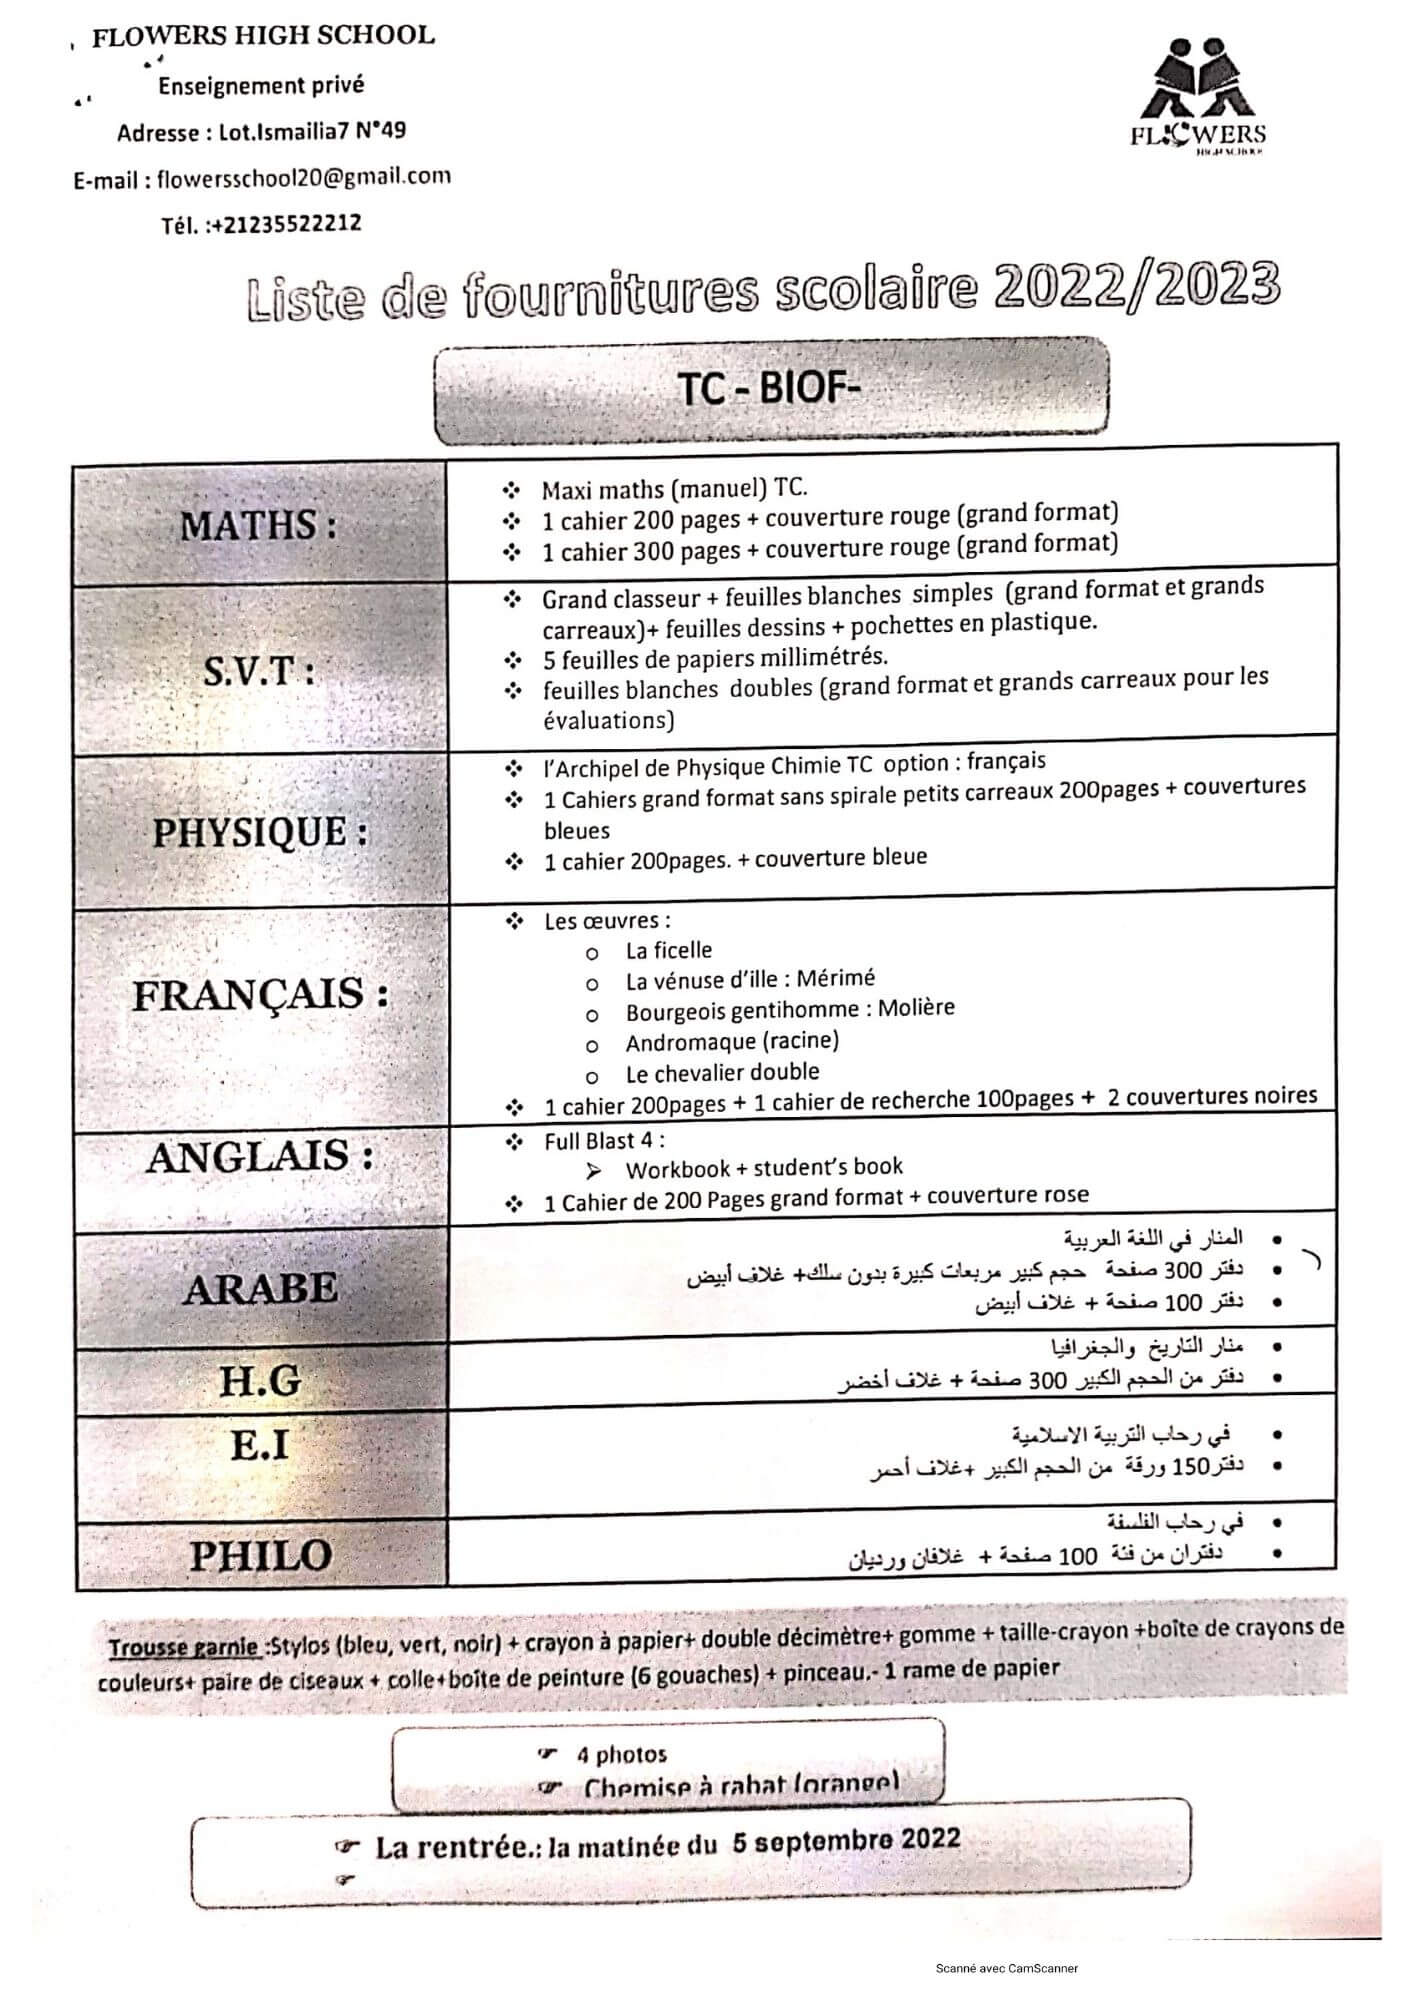 FLOWERS HIGH SCHOOL
Enseignement privé
Adresse : Lot.Ismailia7 N°49
E-mail : flowersschool20@gmail.com
Tél. :+21235522212
FLOWERS
HIGH SCHOOL
Liste de fournitures scolaire 2022/2023
TC - BIOF-
MATHS :
❖ Maxi maths (manuel) TC.
❖ 1 cahier 200 pages + couverture rouge (grand format)
❖ 1 cahier 300 pages + couverture rouge (grand format)
S.V.T :
❖ Grand classeur + feuilles blanches simples (grand format et grands
carreaux)+ feuilles dessins + pochettes en plastique.
❖ 5 feuilles de papiers millimétrés.
❖ feuilles blanches doubles (grand format et grands carreaux pour les
évaluations)
PHYSIQUE :
❖ l'Archipel de Physique Chimie TC option : français
❖ 1 Cahiers grand format sans spirale petits carreaux 200pages + couvertures
bleues
❖ 1 cahier 200pages. + couverture bleue
FRANÇAIS :
❖ Les œuvres :
o La ficelle
o La vénuse d'ille : Mérimé
o Bourgeois gentihomme : Molière
o Andromaque (racine)
o Le chevalier double
❖ 1 cahier 200pages + 1 cahier de recherche 100pages + 2 couvertures noires
ANGLAIS :
❖ Full Blast 4 :
➢ Workbook + student's book
❖ 1 Cahier de 200 Pages grand format + couverture rose
ARABE
• المنار في اللغة العربية
• دفتر 300 صفحة حجم كبير مربعات كبيرة بدون سلك+ غلاف أبيض
• دفتر 100 صفحة + غلاف أبيض
H.G
• منار التاريخ والجغرافيا
• دفتر من الحجم الكبير 300 صفحة + غلاف أخضر
E.I
• في رحاب التربية الاسلامية
• دفتر150 ورقة من الحجم الكبير +غلاف أحمر
PHILO
• في رحاب الفلسفة
• دفتران من فئة 100 صفحة + غلافان ورديان
Trousse garnie :Stylos (bleu, vert, noir) + crayon à papier+ double décimètre+ gomme + taille-crayon +boîte de crayons de
couleurs+ paire de ciseaux + colle+boîte de peinture (6 gouaches) + pinceau.- 1 rame de papier
☞ 4 photos
☞ Chemise à rabat (orange)
☞ La rentrée.: la matinée du 5 septembre 2022
☞
Scanné avec CamScanner